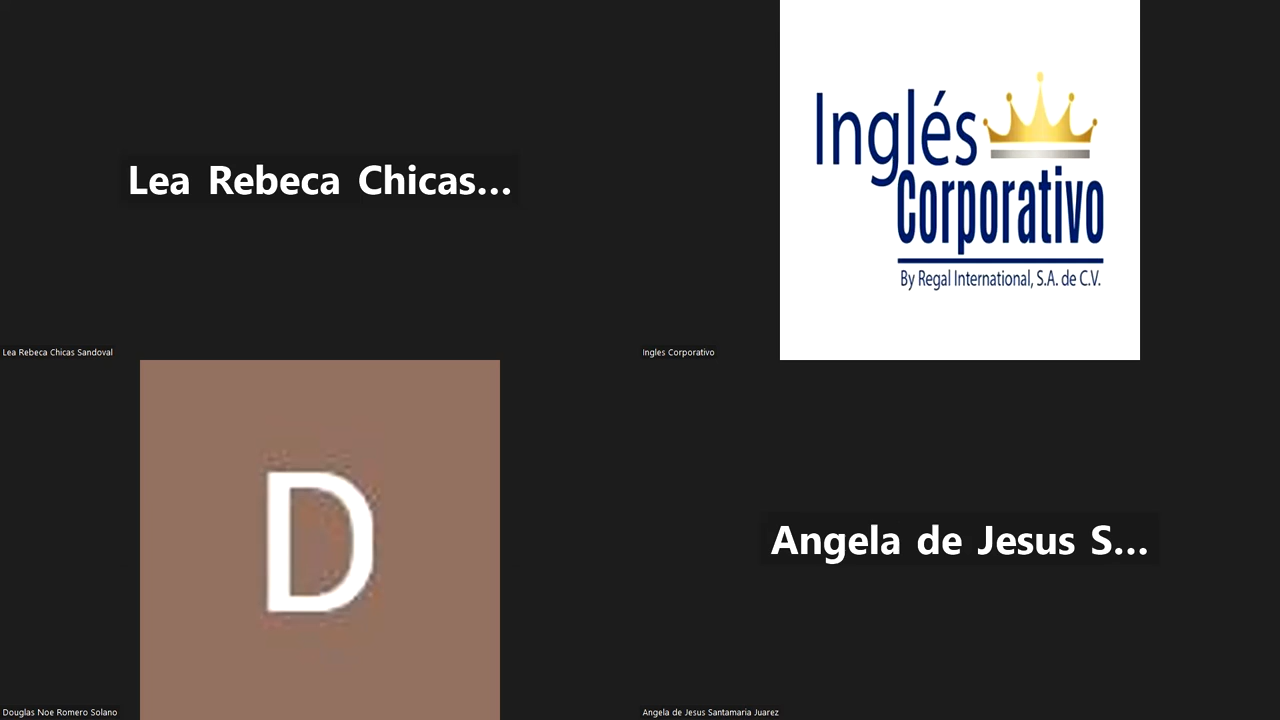 Lea Rebeca Chicas...
Lea Rebeca Chicas Sandoval
Inglés
Corporativo
By Regal International, S.A. de C.V.
Ingles Corporativo
D
Douglas Noe Romero Solano
Angela de Jesus S...
Angela de Jesus Santamaria Juarez